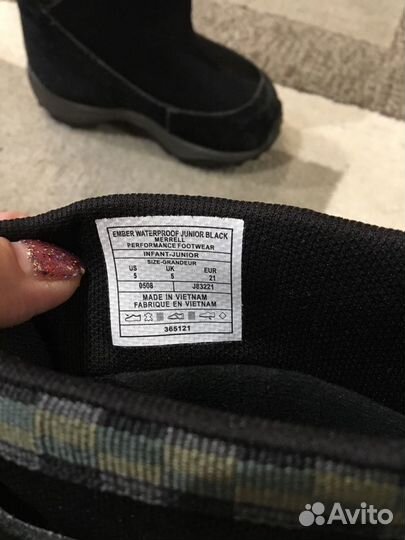 EMBER WATERPROOF JUNIOR BLACK
MERRELL
PERFORMANCE FOOTWEAR
INFANT-JUNIOR
SIZE-GRANDEUR
US UK EUR
5 5 21
0508 J83221
MADE IN VIETNAM
FABRIQUE EN VIETNAM
365121
Avito